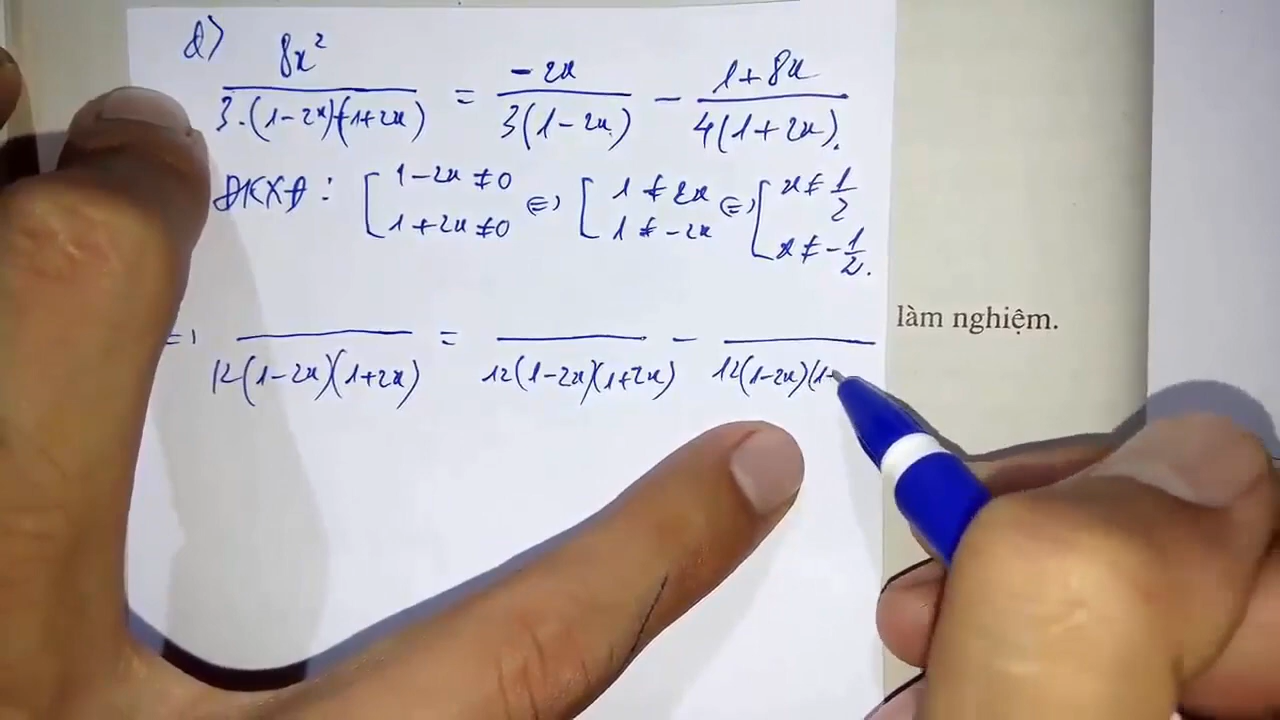 d) 8x² / 3.(1-2x)(1+2x) = -2x / 3(1-2x) - 1+8x / 4(1+2x).
ĐKXĐ: [ 1-2x ≠ 0 ⇔ [ 1 ≠ 2x ⇔ [ x ≠ 1/2
1+2x ≠ 0 1 ≠ -2x x ≠ -1/2.
làm nghiệm.
=> / 12(1-2x)(1+2x) = / 12(1-2x)(1+2x) - / 12(1-2x)(1-